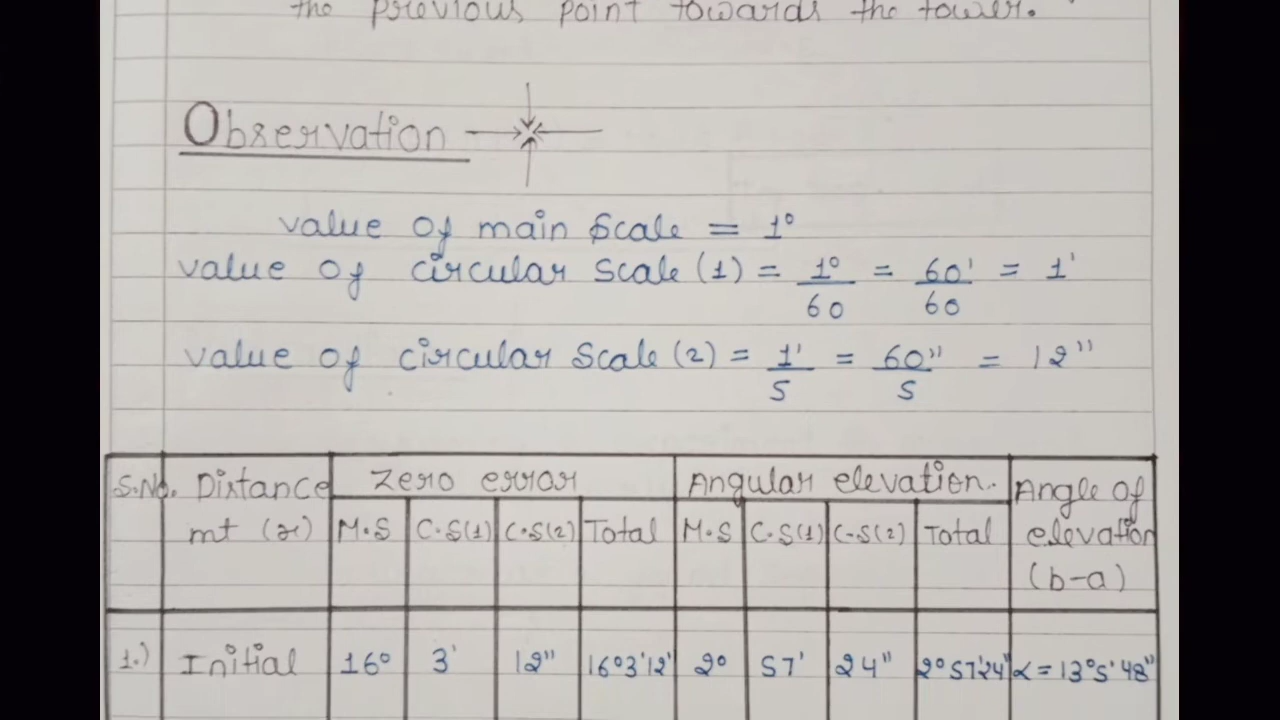 the previous point towards the tower.
Observation
value of main scale = 1°
value of circular scale (1) = 1°/60 = 60'/60 = 1'
value of circular scale (2) = 1'/5 = 60"/5 = 12"
S.No. Distance mt (r) Zero error Angular elevation. Angle of elevation (b-a)
M.S C.S(1) C.S(2) Total M.S C.S(1) C.S(2) Total
1.) Initial 16° 3' 12" 16°3'12' 2° 57' 24" 2°57'24" α = 13°5'48"